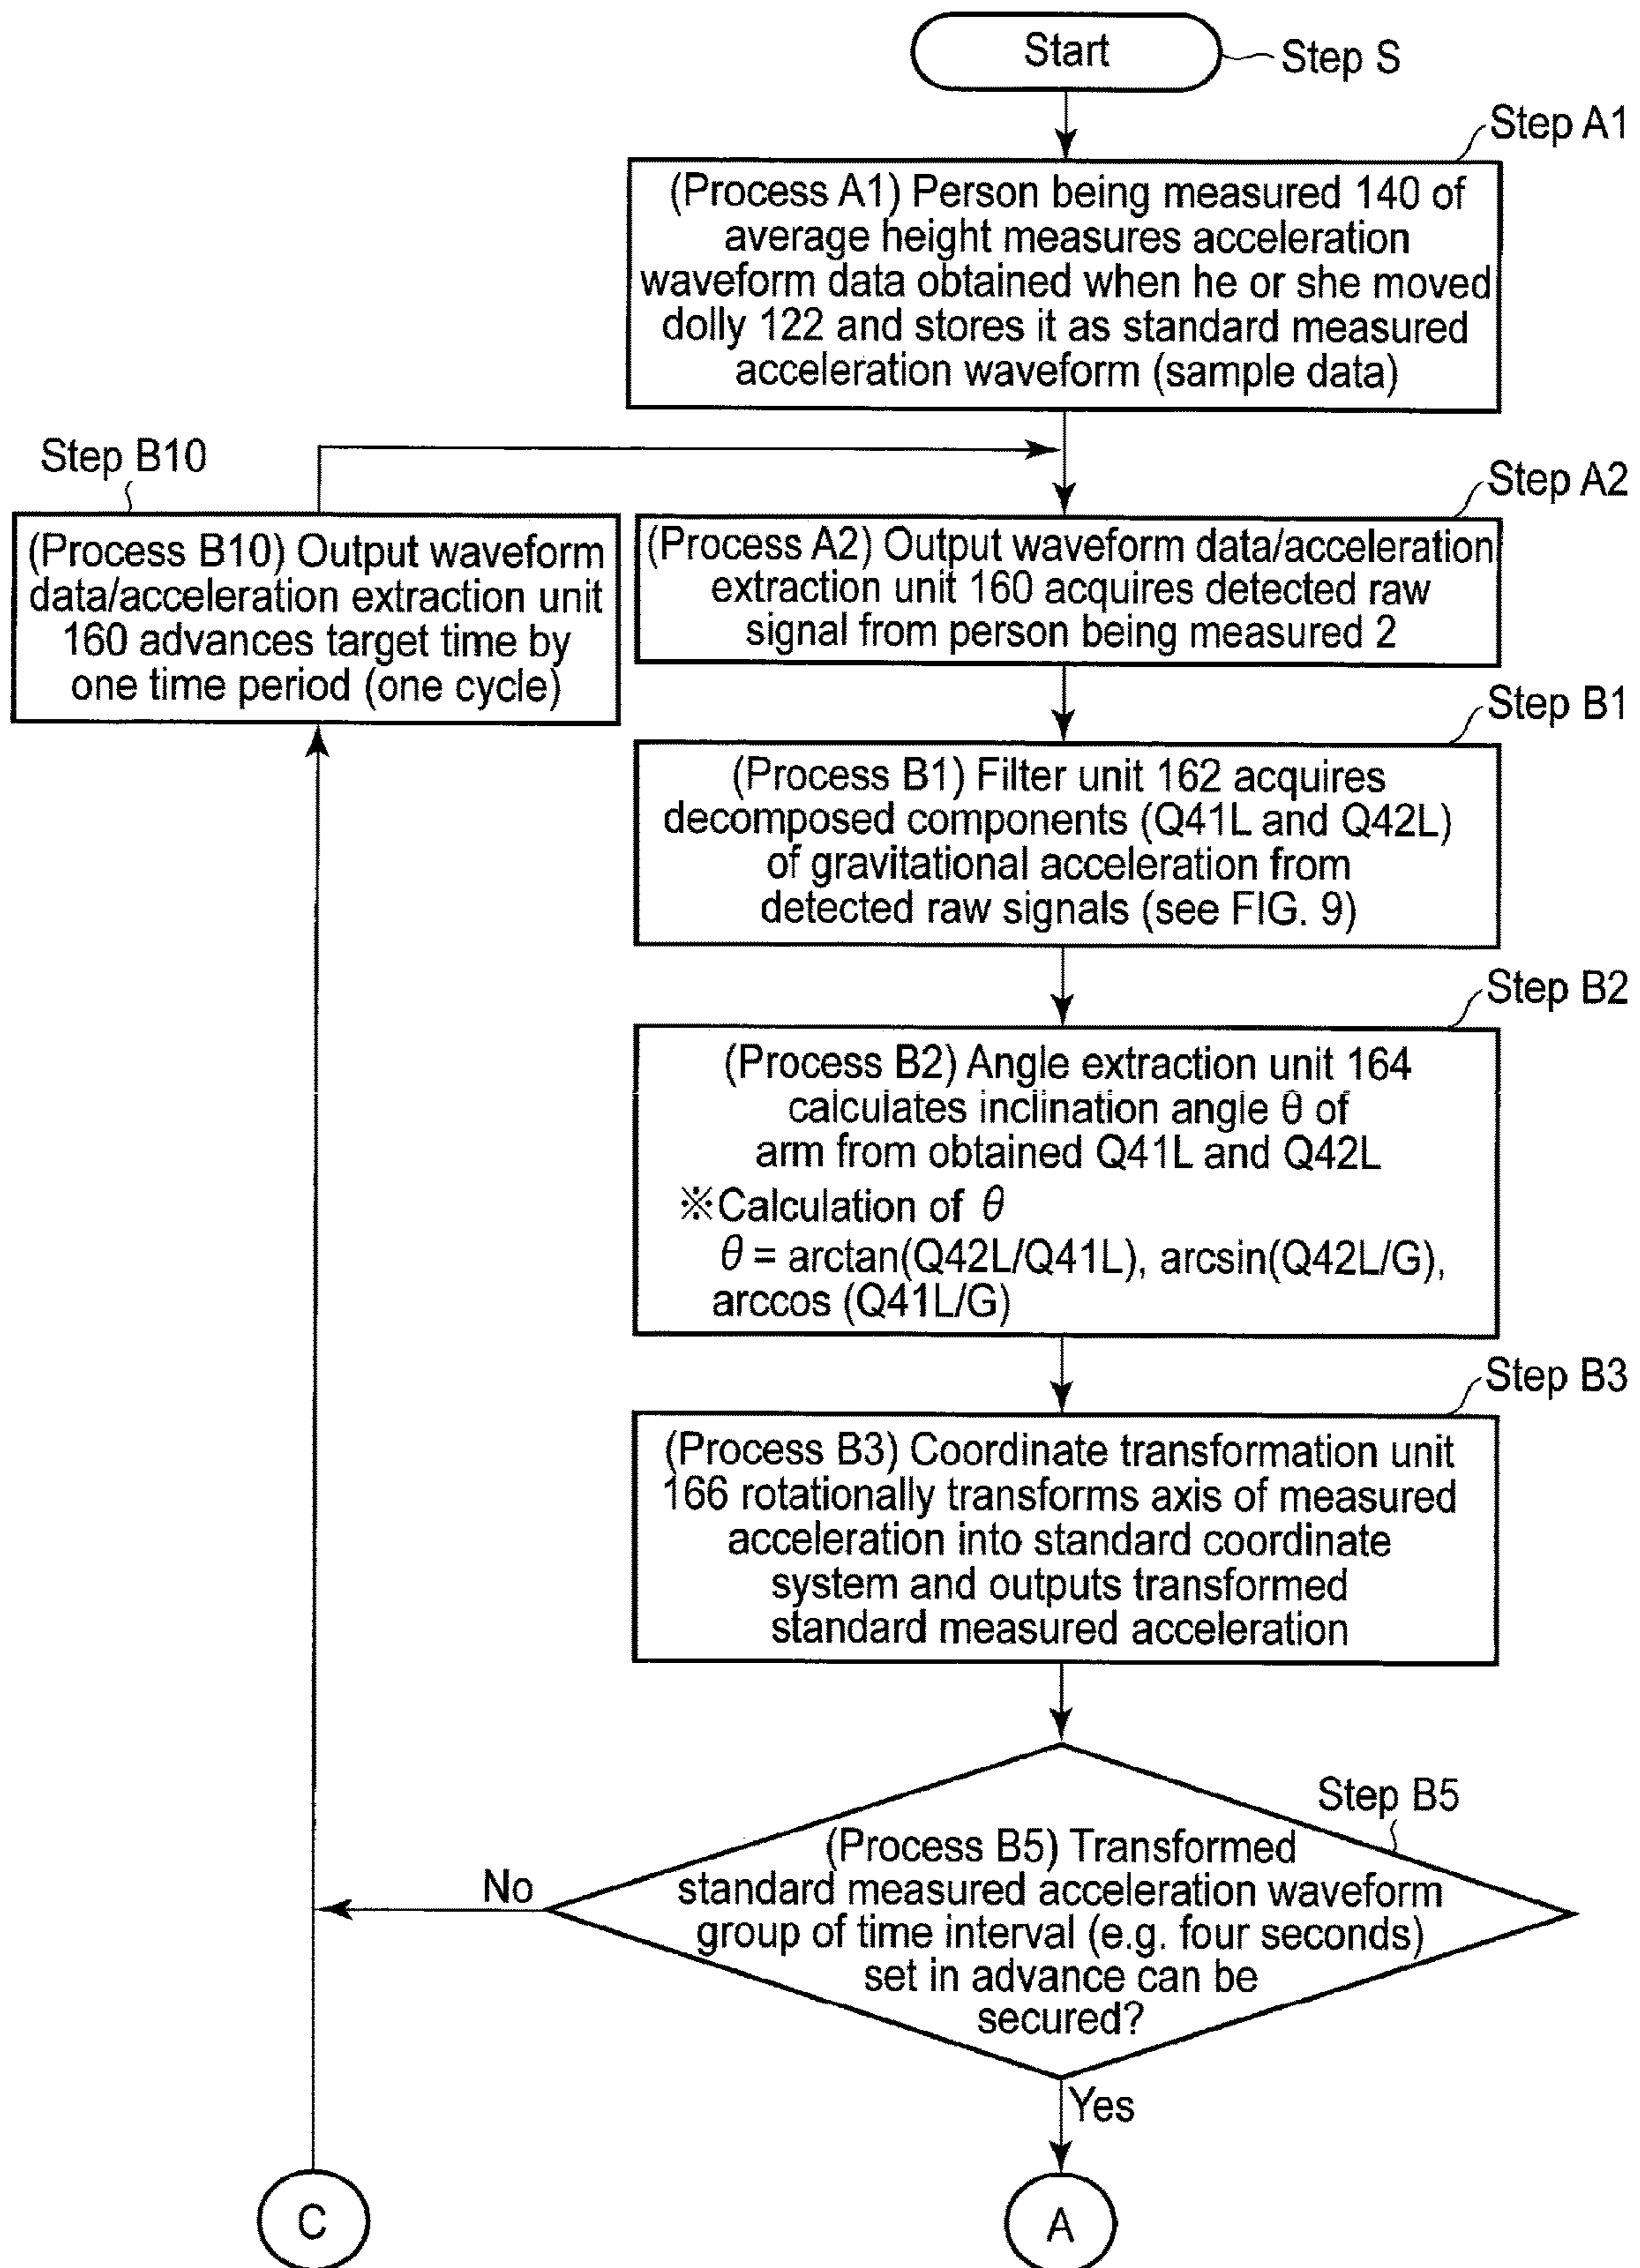 Start
Step S
Step A1
(Process A1) Person being measured 140 of
average height measures acceleration
waveform data obtained when he or she moved
dolly 122 and stores it as standard measured
acceleration waveform (sample data)
Step B10
(Process B10) Output waveform
data/acceleration extraction unit
160 advances target time by
one time period (one cycle)
Step A2
(Process A2) Output waveform data/acceleration
extraction unit 160 acquires detected raw
signal from person being measured 2
Step B1
(Process B1) Filter unit 162 acquires
decomposed components (Q41L and Q42L)
of gravitational acceleration from
detected raw signals (see FIG. 9)
Step B2
(Process B2) Angle extraction unit 164
calculates inclination angle θ of
arm from obtained Q41L and Q42L
※Calculation of θ
θ = arctan(Q42L/Q41L), arcsin(Q42L/G),
arccos (Q41L/G)
Step B3
(Process B3) Coordinate transformation unit
166 rotationally transforms axis of measured
acceleration into standard coordinate
system and outputs transformed
standard measured acceleration
Step B5
(Process B5) Transformed
standard measured acceleration waveform
group of time interval (e.g. four seconds)
set in advance can be
secured?
No
Yes
C
A